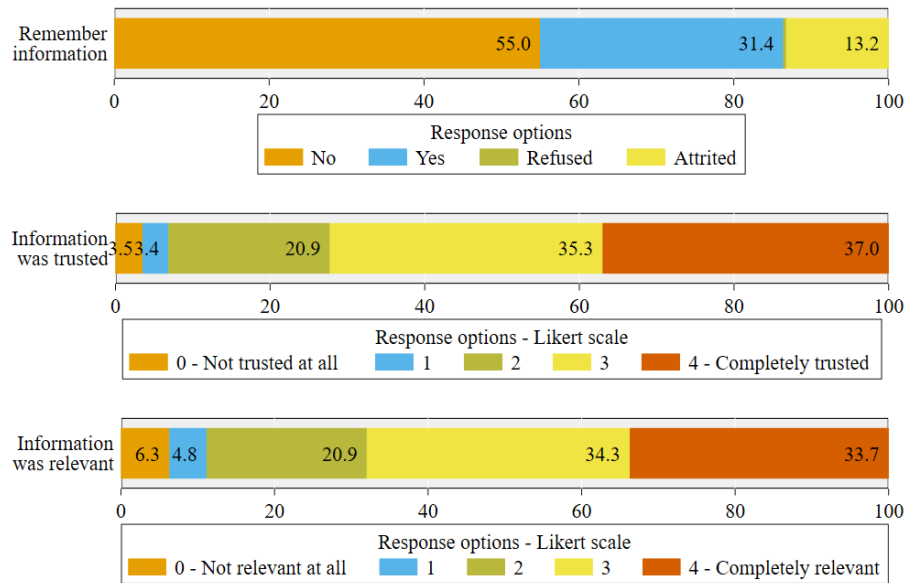 Remember
information
55.0 31.4 13.2
0 20 40 60 80 100
Response options
No Yes Refused Attrited
Information
was trusted
3.5 3.4 20.9 35.3 37.0
0 20 40 60 80 100
Response options - Likert scale
0 - Not trusted at all 1 2 3 4 - Completely trusted
Information
was relevant
6.3 4.8 20.9 34.3 33.7
0 20 40 60 80 100
Response options - Likert scale
0 - Not relevant at all 1 2 3 4 - Completely relevant